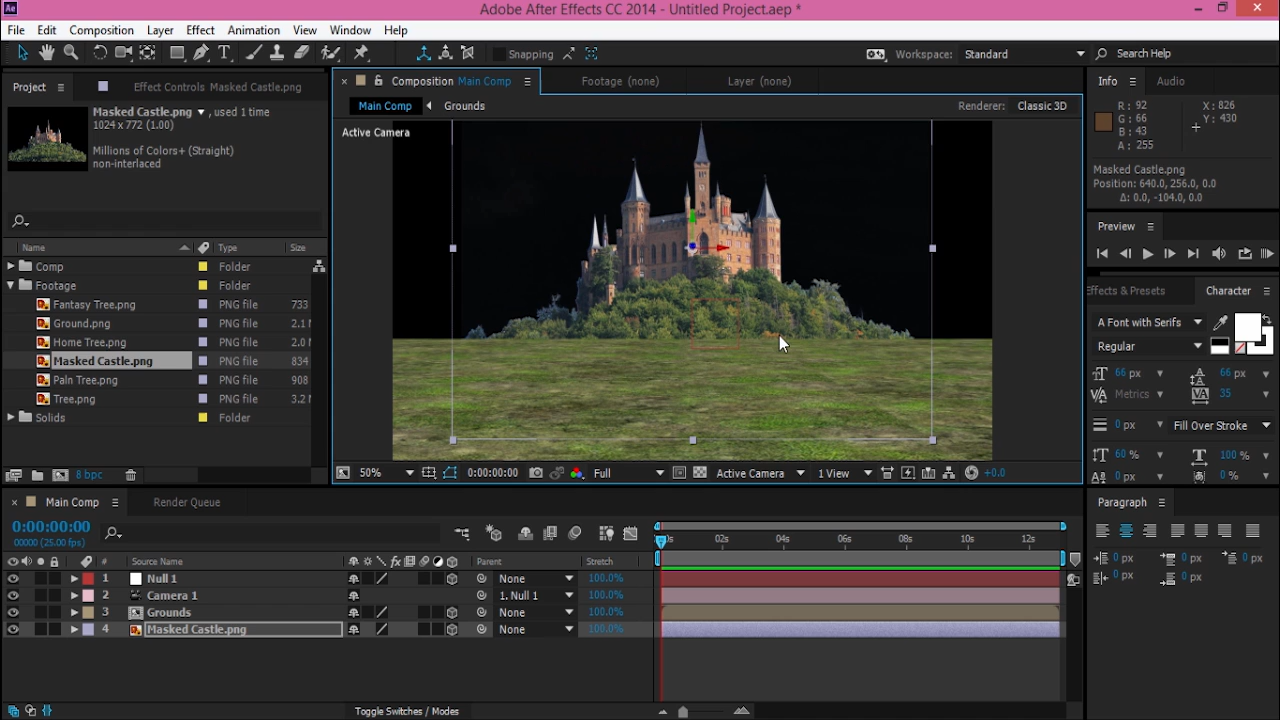 Ae Adobe After Effects CC 2014 - Untitled Project.aep *
File Edit Composition Layer Effect Animation View Window Help
Snapping Workspace: Standard Search Help
Project Effect Controls Masked Castle.png
Masked Castle.png ▼, used 1 time
1024 x 772 (1.00)
Millions of Colors+ (Straight)
non-interlaced
Name Type Size
Comp Folder
Footage Folder
Fantasy Tree.png PNG file 733
Ground.png PNG file 2.1
Home Tree.png PNG file
Masked Castle.png PNG file 834
Paln Tree.png PNG file 908
Tree.png PNG file 3.2
Solids Folder
8 bpc
Composition Main Comp Footage (none) Layer (none)
Main Comp Grounds Renderer: Classic 3D
Active Camera
50% 0:00:00:00 Full Active Camera 1 View +0.0
Info Audio
R: 92 X: 826
G: 66 Y: 430
B: 43
A: 255
Masked Castle.png
Position: 640.0, 256.0, 0.0
Δ: 0.0, -104.0, 0.0
Preview
Effects & Presets Character
A Font with Serifs
Regular
66 px 66 px
Metrics 35
0 px Fill Over Stroke
60 % 100 %
0 px 0 %
Paragraph
0 px 0 px 0 px
0 px 0 px
Main Comp Render Queue
0:00:00:00
00000 (25.00 fps)
02s 04s 06s 08s 10s 12s
# Source Name Parent Stretch
1 Null 1 None 100.0%
2 Camera 1 1. Null 1 100.0%
3 Grounds None 100.0%
4 Masked Castle.png None 100.0%
Toggle Switches / Modes